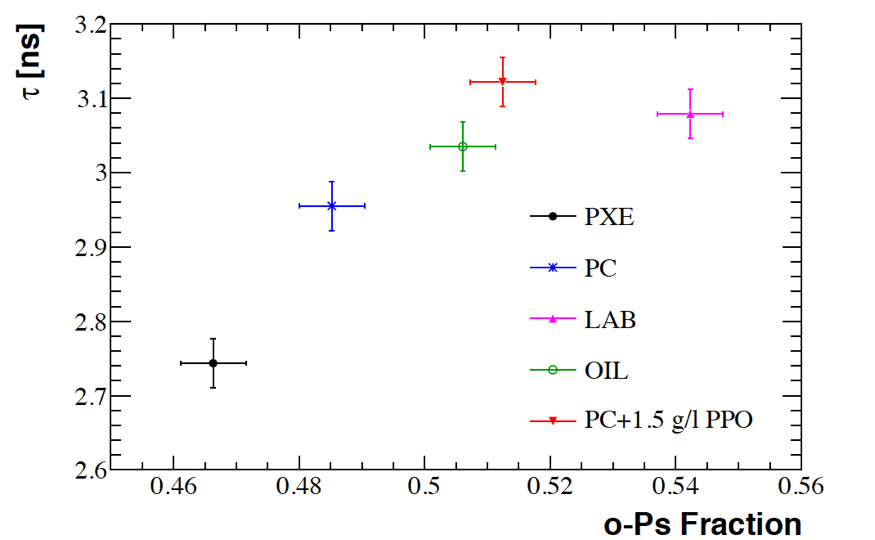 τ [ns]
3.2
3.1
3
2.9
2.8
2.7
2.6
PXE
PC
LAB
OIL
PC+1.5 g/l PPO
0.46 0.48 0.5 0.52 0.54 0.56
o-Ps Fraction